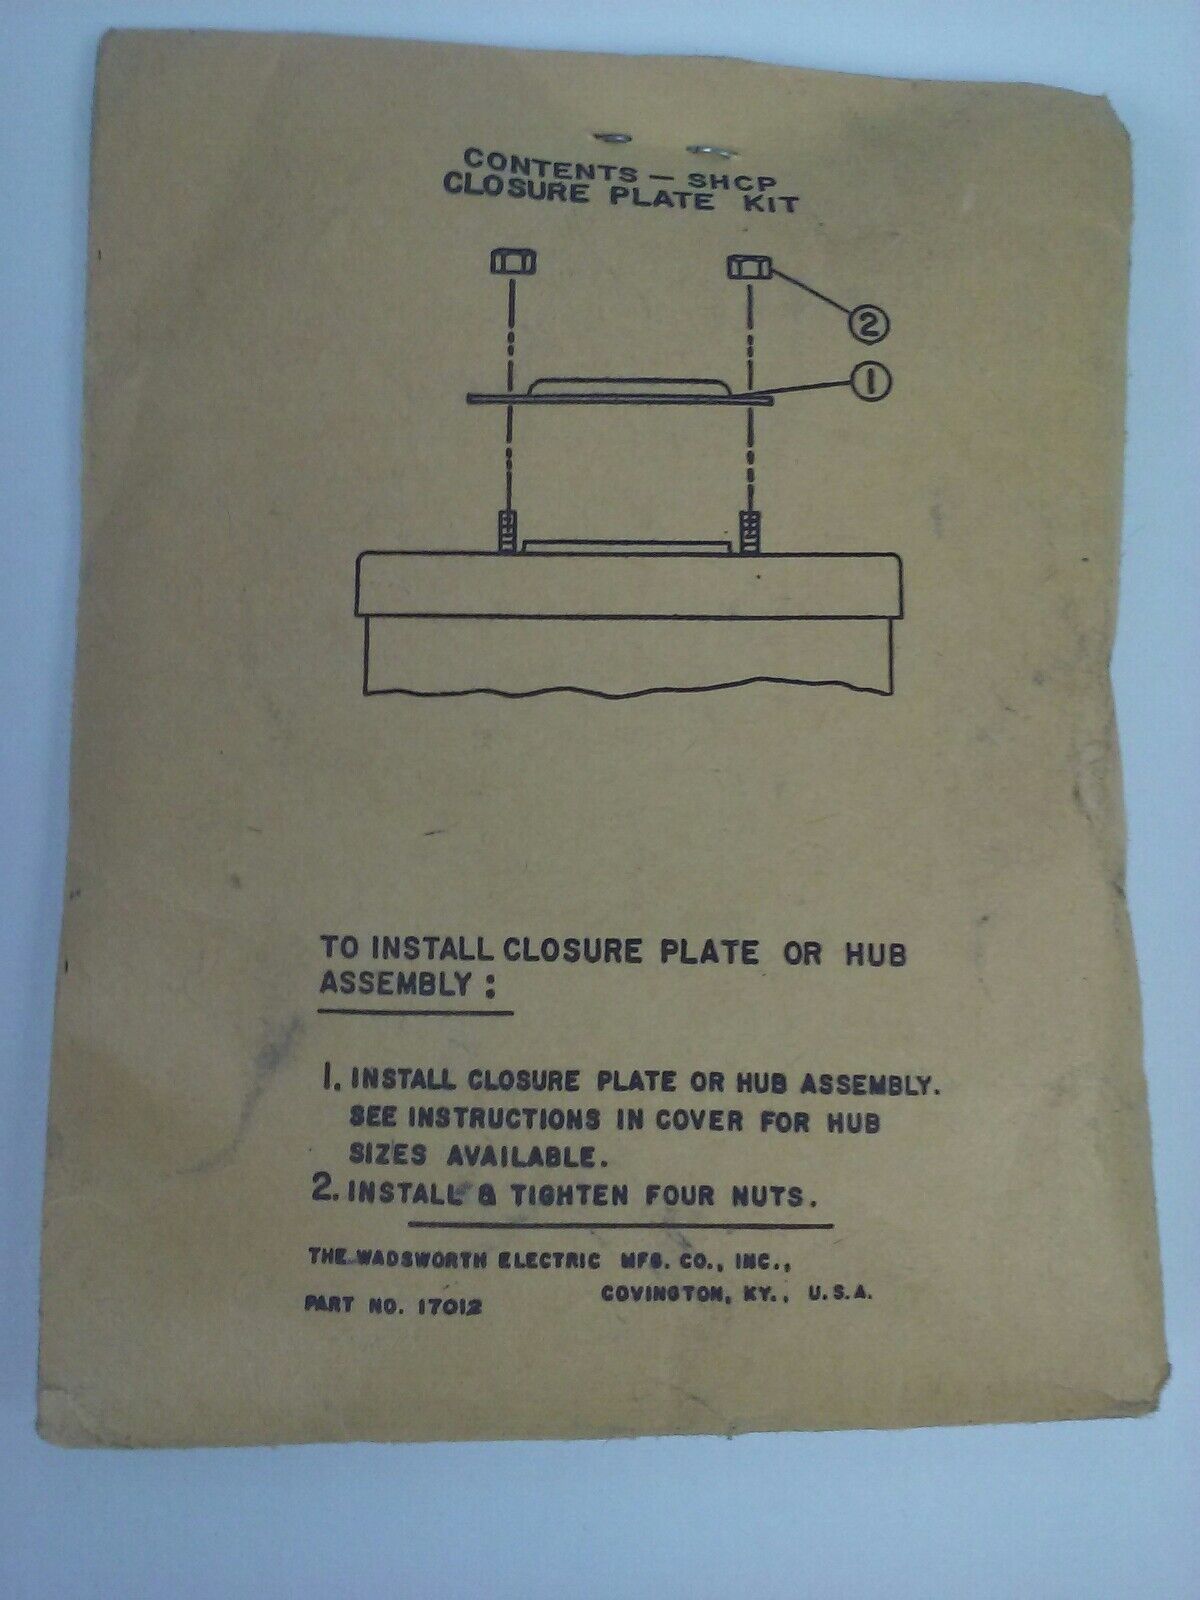 CONTENTS — SHCP
CLOSURE PLATE KIT
2
1
TO INSTALL CLOSURE PLATE OR HUB
ASSEMBLY:
1. INSTALL CLOSURE PLATE OR HUB ASSEMBLY.
SEE INSTRUCTIONS IN COVER FOR HUB
SIZES AVAILABLE.
2. INSTALL & TIGHTEN FOUR NUTS.
THE WADSWORTH ELECTRIC MFG. CO., INC.,
COVINGTON, KY., U.S.A.
PART NO. 17012